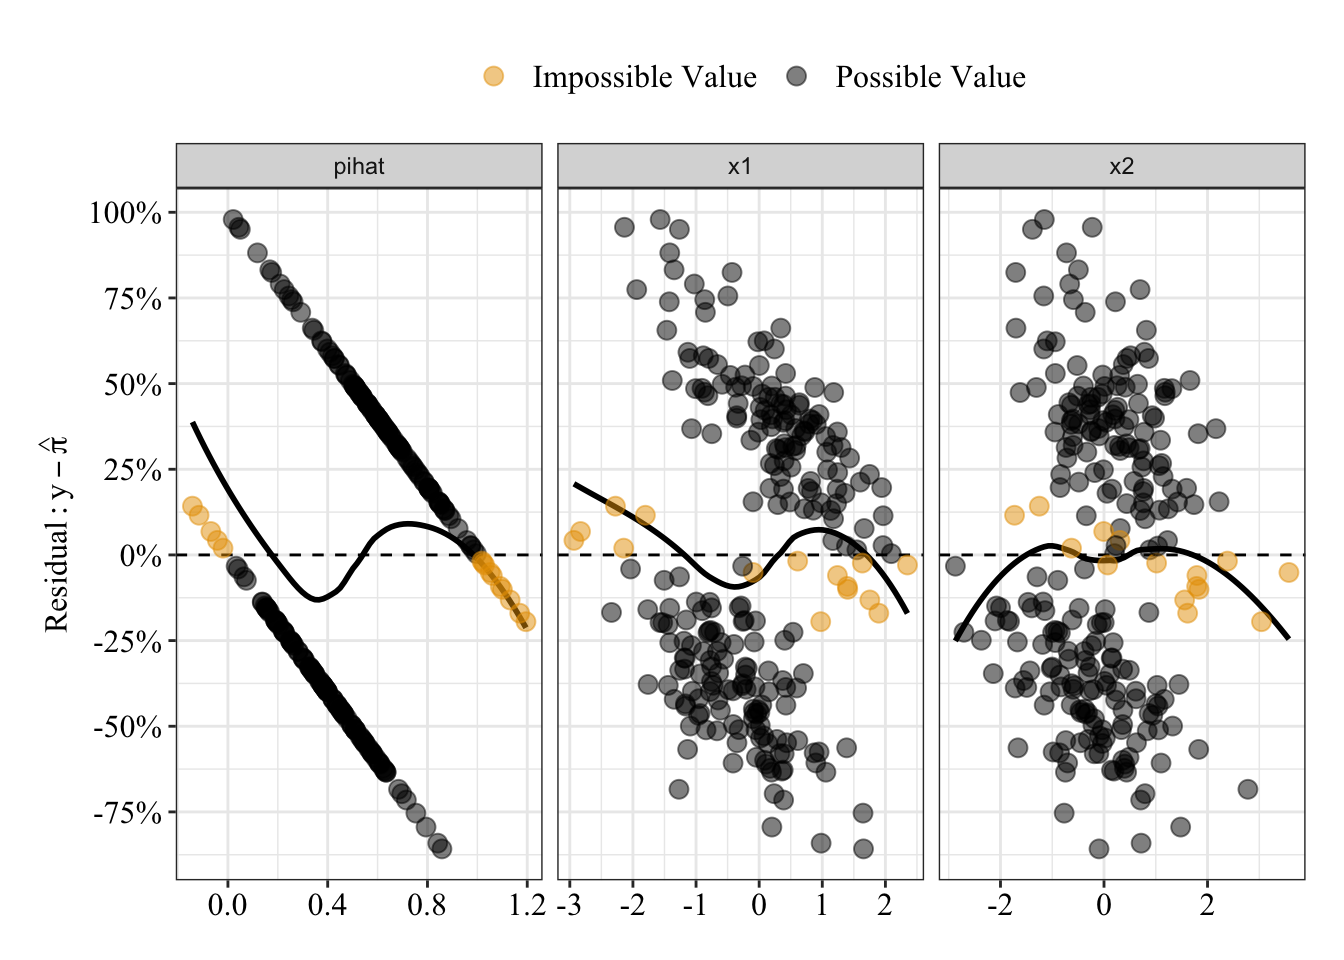 Impossible Value Possible Value
pihat x1 x2
Residual : y − π̂
100%
75%
50%
25%
0%
-25%
-50%
-75%
0.0 0.4 0.8 1.2 -3 -2 -1 0 1 2 -2 0 2